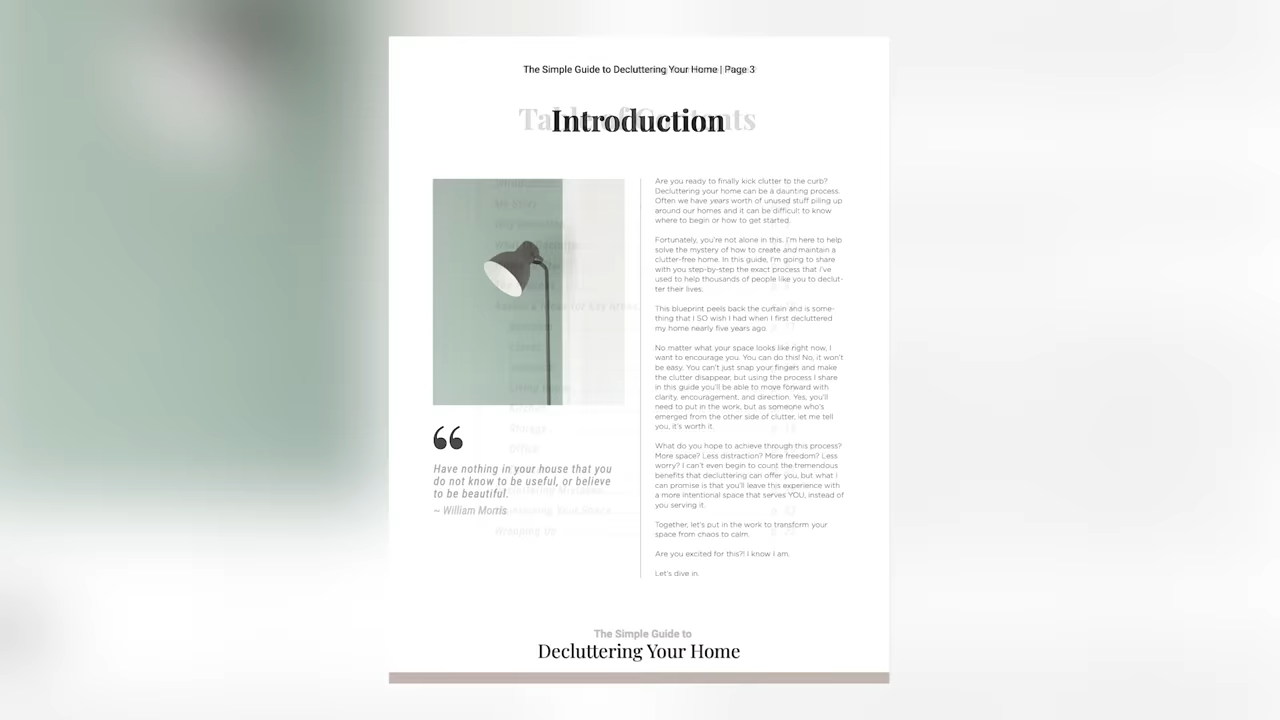 The Simple Guide to Decluttering Your Home | Page 3
Introduction
Are you ready to finally kick clutter to the curb?
Decluttering your home can be a daunting process.
Often we have years worth of unused stuff piling up
around our homes and it can be difficult to know
where to begin or how to get started.
Fortunately, you're not alone in this. I'm here to help
solve the mystery of how to create and maintain a
clutter-free home. In this guide, I'm going to share
with you step-by-step the exact process that I've
used to help thousands of people like you to declut-
ter their lives.
This blueprint peels back the curtain and is some-
thing that I SO wish I had when I first decluttered
my home nearly five years ago.
No matter what your space looks like right now, I
want to encourage you. You can do this! No, it won't
be easy. You can't just snap your fingers and make
the clutter disappear, but using the process I share
in this guide you'll be able to move forward with
clarity, encouragement, and direction. Yes, you'll
need to put in the work, but as someone who's
emerged from the other side of clutter, let me tell
you, it's worth it.
What do you hope to achieve through this process?
More space? Less distraction? More freedom? Less
worry? I can't even begin to count the tremendous
benefits that decluttering can offer you, but what I
can promise is that you'll leave this experience with
a more intentional space that serves YOU, instead of
you serving it.
Together, let's put in the work to transform your
space from chaos to calm.
Are you excited for this?! I know I am.
Let's dive in.
“
Have nothing in your house that you
do not know to be useful, or believe
to be beautiful.
~ William Morris
Storage
Office
Wrapping Up
The Simple Guide to
Decluttering Your Home